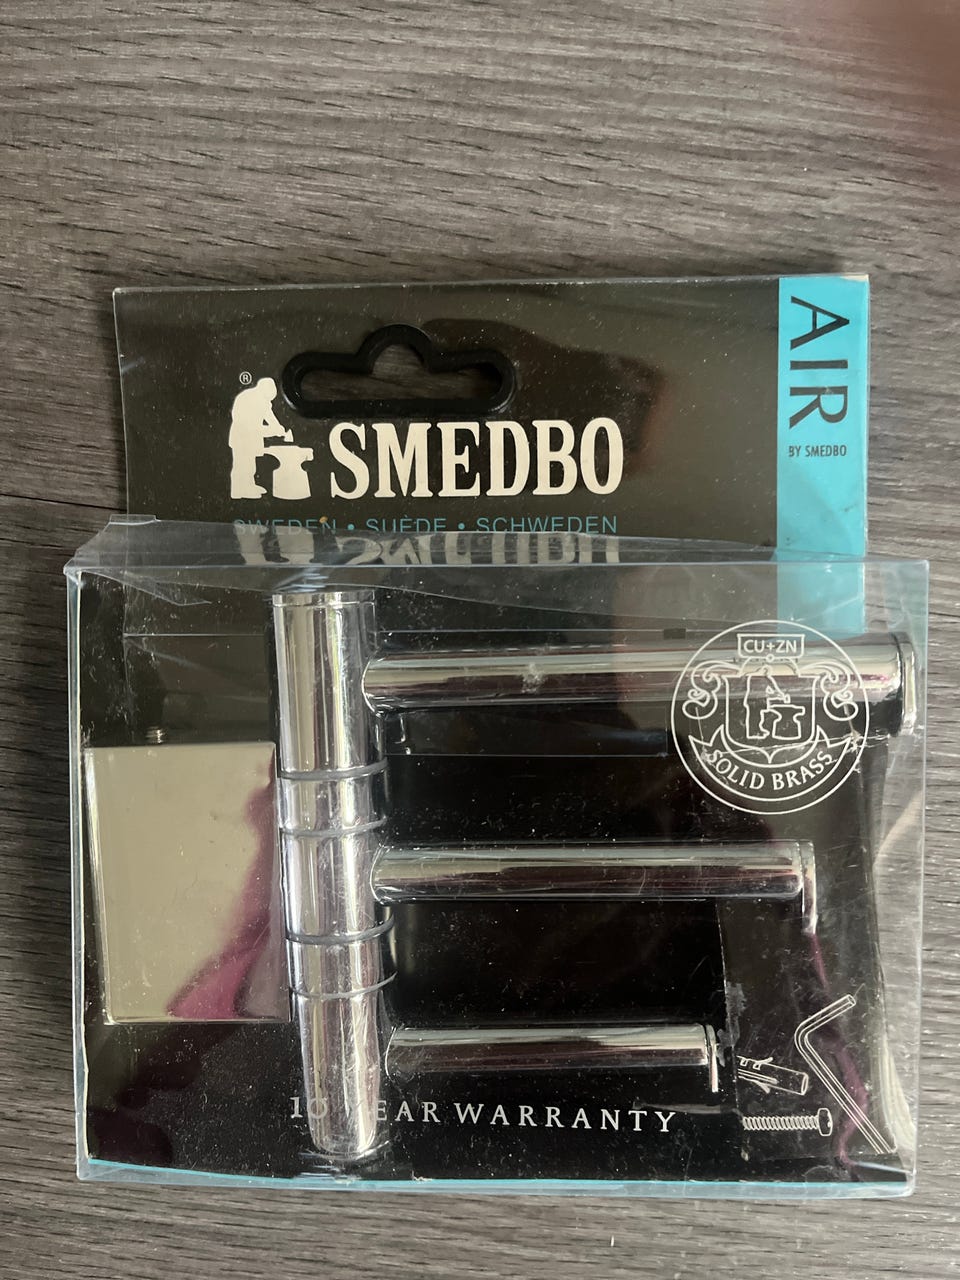 AIR
BY SMEDBO
®
SMEDBO
SWEDEN • SUÈDE • SCHWEDEN
CU+ZN
SOLID BRASS
10 YEAR WARRANTY